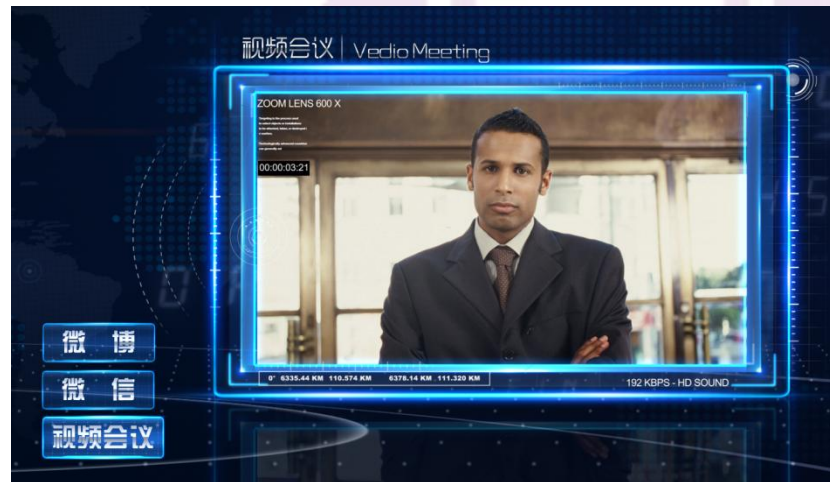 视频会议 | Vedio Meeting
ZOOM LENS 600 X
00:00:03:21
0° 6335.44 KM 110.574 KM 6378.14 KM 111.320 KM
192 KBPS - HD SOUND
微 博
微 信
视频会议